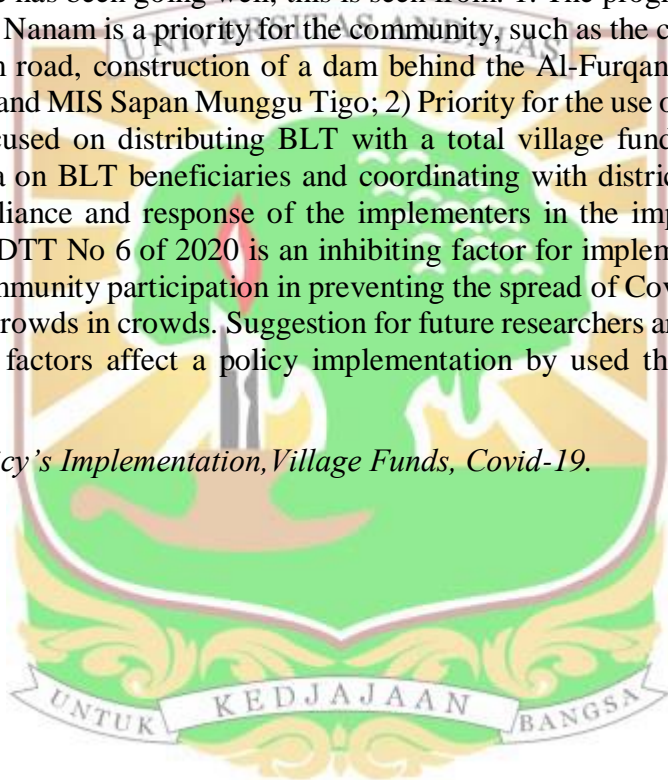 has been going well, this is seen from: 1. The progr
Nanam is a priority for the community, such as the c
road, construction of a dam behind the Al-Furqan
and MIS Sapan Munggu Tigo; 2) Priority for the use o
cused on distributing BLT with a total village func
a on BLT beneficiaries and coordinating with distric
liance and response of the implementers in the imp
DTT No 6 of 2020 is an inhibiting factor for implem
mmunity participation in preventing the spread of Cov
rowds in crowds. Suggestion for future researchers ar
factors affect a policy implementation by used th
cy’s Implementation,Village Funds, Covid-19.
UNIVERSITAS ANDALAS
UNTUK KEDJAJAAN BANGSA